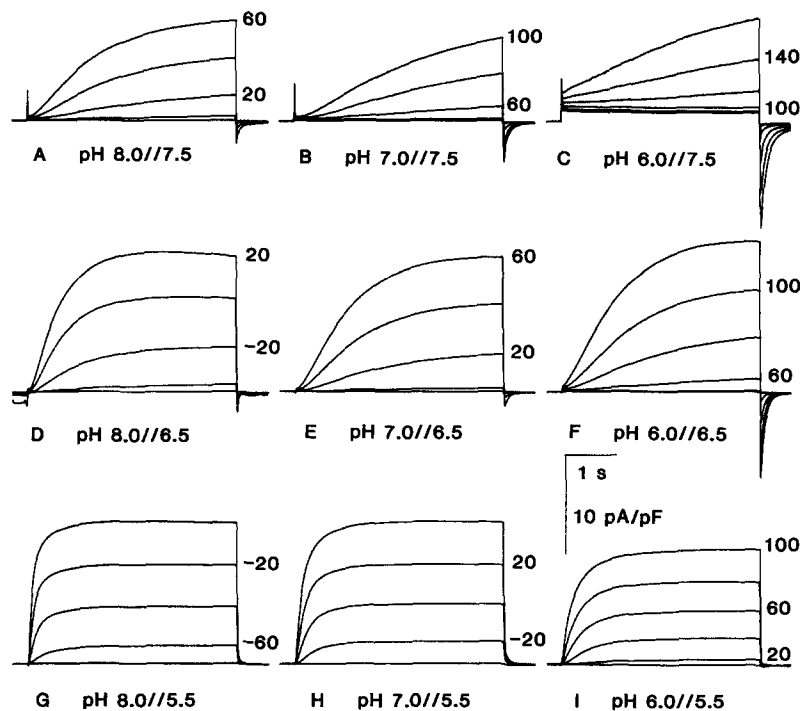 60
20
A pH 8.0//7.5
100
60
B pH 7.0//7.5
140
100
C pH 6.0//7.5
20
-20
D pH 8.0//6.5
60
20
E pH 7.0//6.5
100
60
F pH 6.0//6.5
1 s
10 pA/pF
-20
-60
G pH 8.0//5.5
20
-20
H pH 7.0//5.5
100
60
20
I pH 6.0//5.5